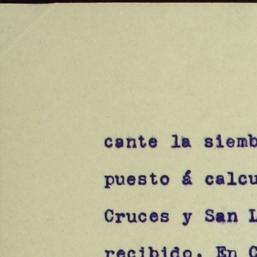 cante la siemb
puesto á calcu
Cruces y San L
recibido. En C